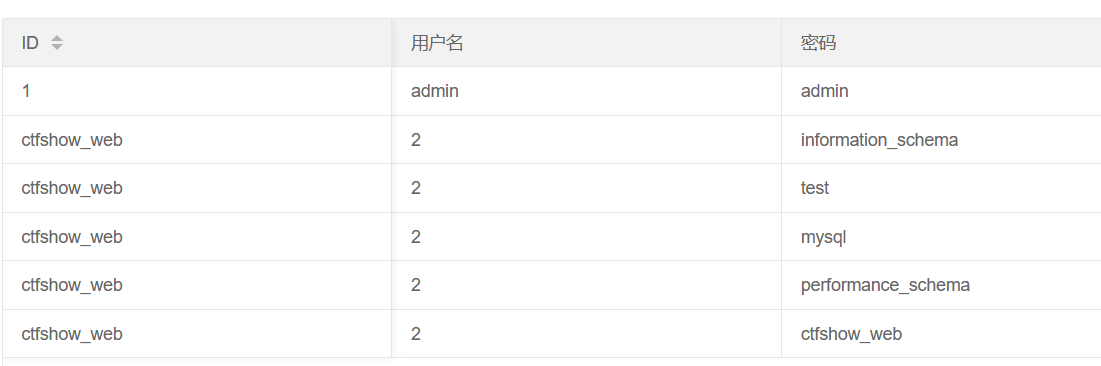 ID 用户名 密码
1 admin admin
ctfshow_web 2 information_schema
ctfshow_web 2 test
ctfshow_web 2 mysql
ctfshow_web 2 performance_schema
ctfshow_web 2 ctfshow_web